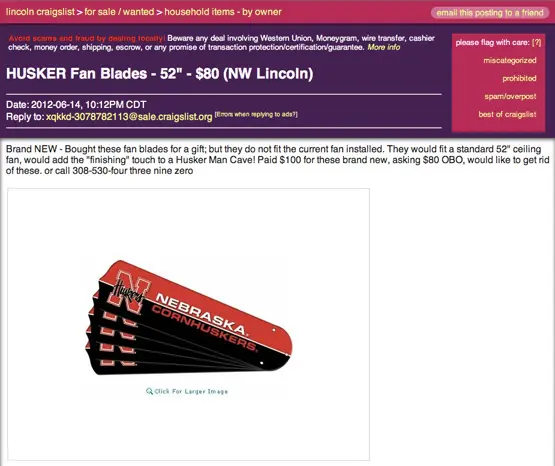 lincoln craigslist > for sale / wanted > household items - by owner
email this posting to a friend
Avoid scams and fraud by dealing locally! Beware any deal involving Western Union, Moneygram, wire transfer, cashier
check, money order, shipping, escrow, or any promise of transaction protection/certification/guarantee. More info
please flag with care: [?]
miscategorized
prohibited
spam/overpost
best of craigslist
HUSKER Fan Blades - 52" - $80 (NW Lincoln)
Date: 2012-06-14, 10:12PM CDT
Reply to: xqkkd-3078782113@sale.craigslist.org [Errors when replying to ads?]
Brand NEW - Bought these fan blades for a gift; but they do not fit the current fan installed. They would fit a standard 52" ceiling
fan, would add the "finishing" touch to a Husker Man Cave! Paid $100 for these brand new, asking $80 OBO, would like to get rid
of these. or call 308-530-four three nine zero
N
Huskers
NEBRASKA
CORNHUSKERS
Click For Larger Image